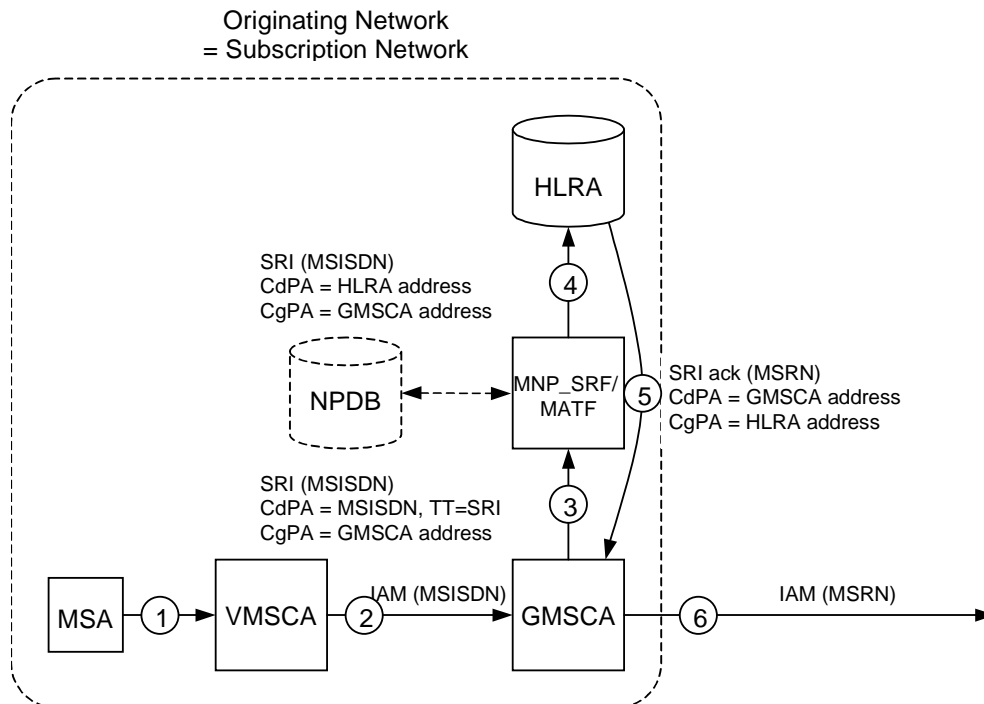 Originating Network
= Subscription Network
HLRA
SRI (MSISDN)
CdPA = HLRA address
CgPA = GMSCA address
4
NPDB
MNP_SRF/
MATF
5
SRI ack (MSRN)
CdPA = GMSCA address
CgPA = HLRA address
SRI (MSISDN)
CdPA = MSISDN, TT=SRI
CgPA = GMSCA address
3
MSA
1
VMSCA
2
IAM (MSISDN)
GMSCA
6
IAM (MSRN)